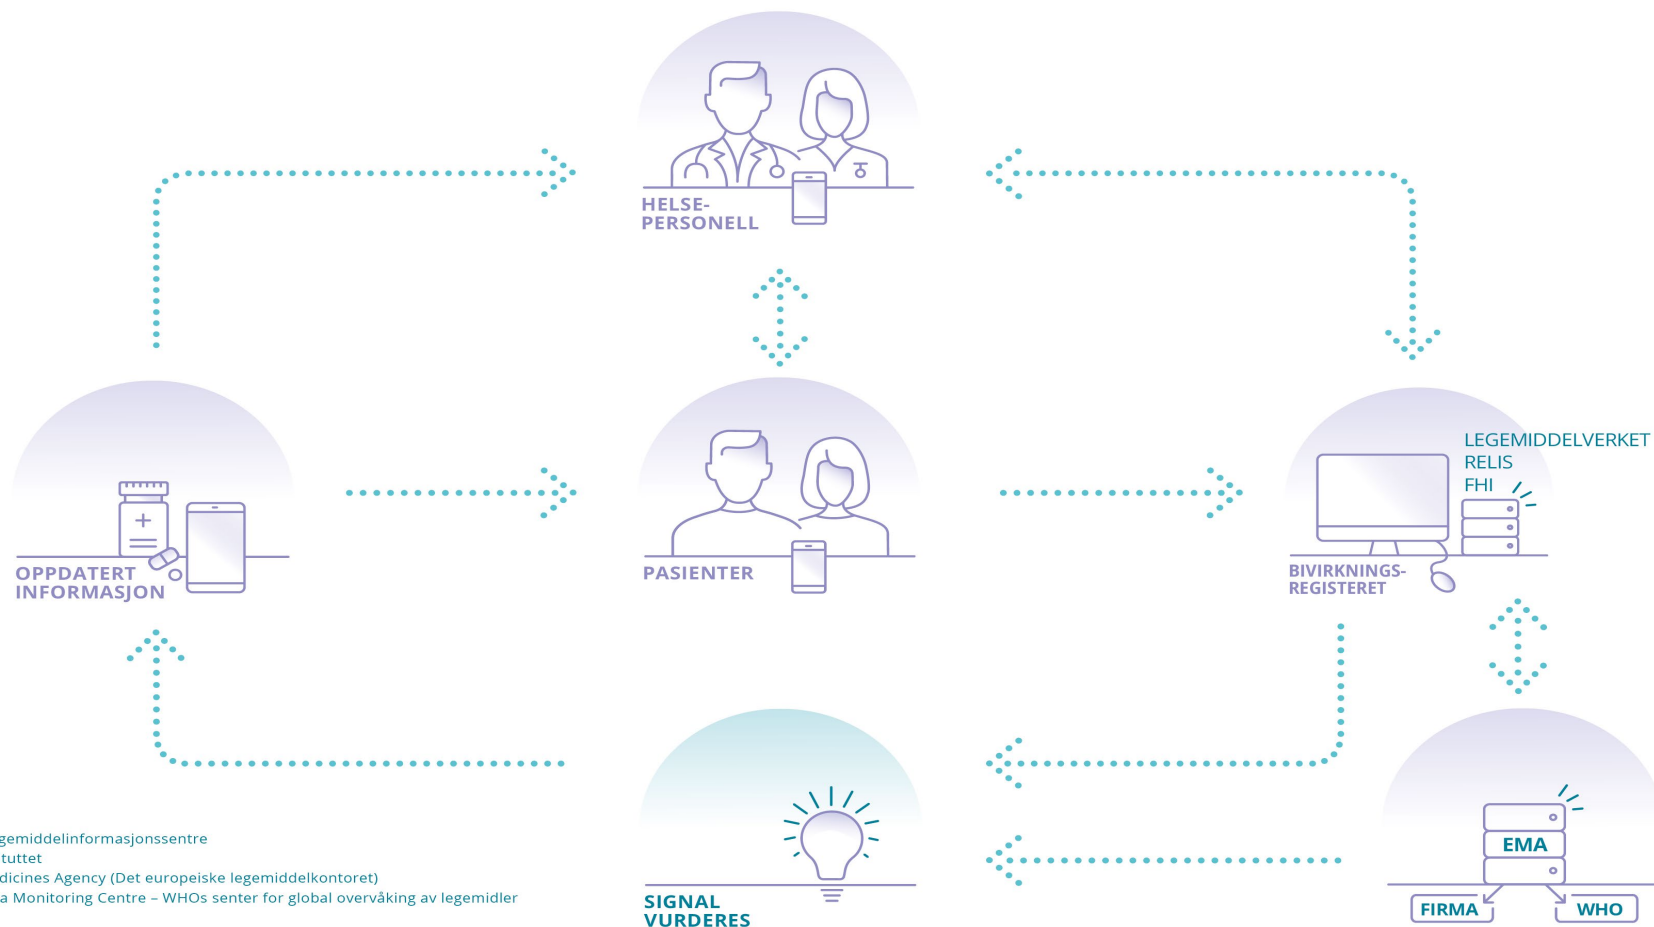 HELSE-
PERSONELL
LEGEMIDDELVERKET
RELIS
FHI
OPPDATERT
INFORMASJON
PASIENTER
BIVIRKNINGS-
REGISTERET
SIGNAL
VURDERES
EMA
FIRMA
WHO
gemiddelinformasjonssentre
tuttet
dicines Agency (Det europeiske legemiddelkontoret)
a Monitoring Centre – WHOs senter for global overvåking av legemidler